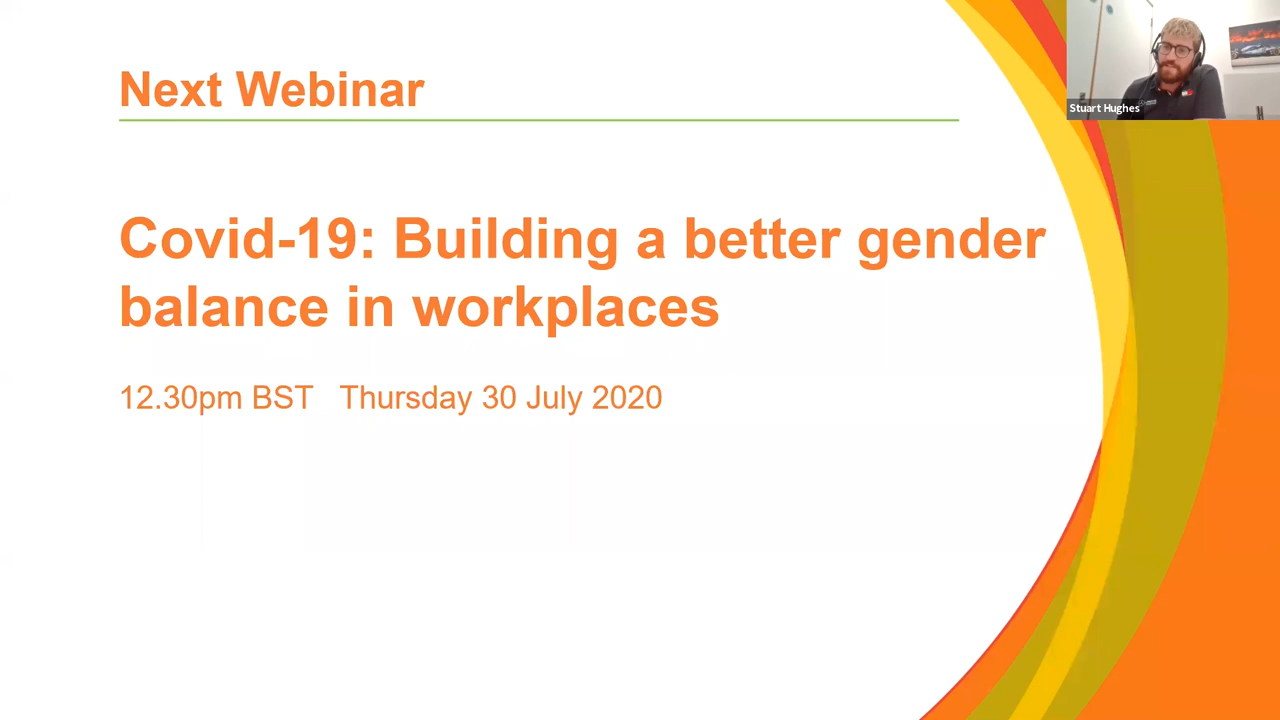 Next Webinar
Stuart Hughes
Covid-19: Building a better gender
balance in workplaces
12.30pm BST Thursday 30 July 2020